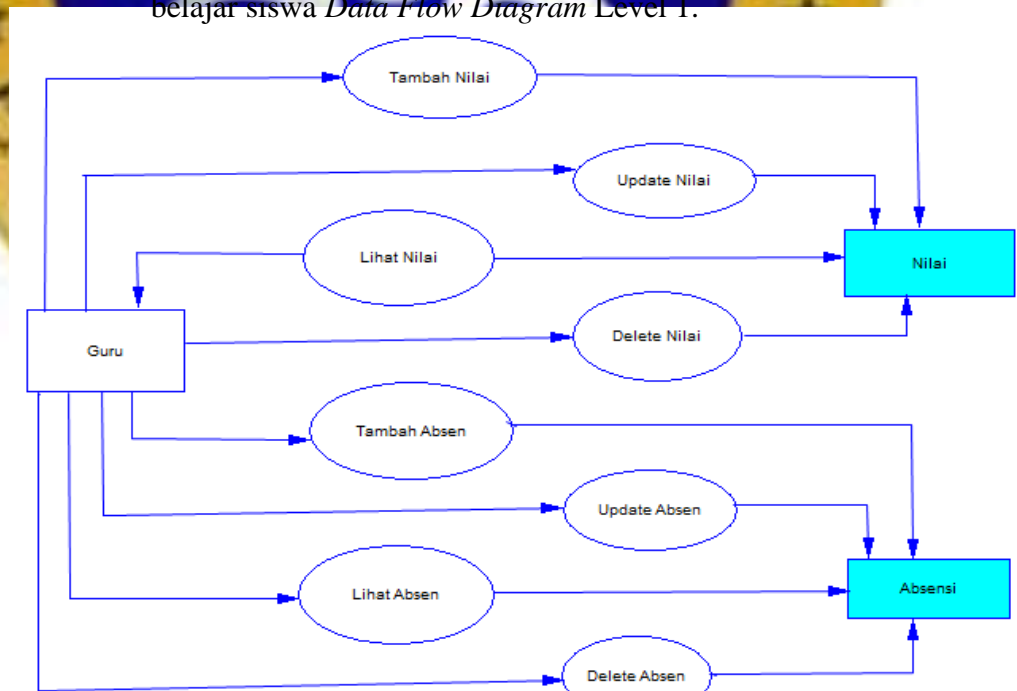 belajar siswa Data Flow Diagram Level 1.
Tambah Nilai
Update Nilai
Lihat Nilai
Nilai
Delete Nilai
Guru
Tambah Absen
Update Absen
Lihat Absen
Absensi
Delete Absen